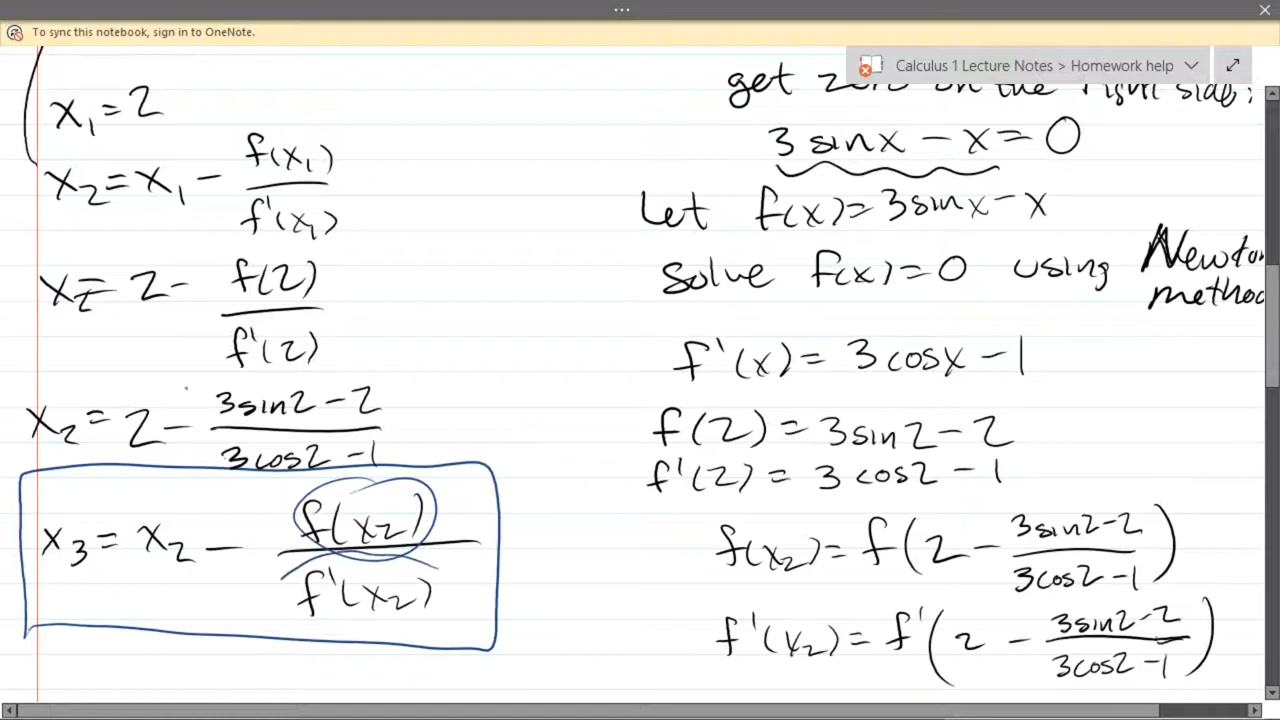 To sync this notebook, sign in to OneNote.
Calculus 1 Lecture Notes > Homework help
x₁ = 2
x₂ = x₁ - f(x₁) / f'(x₁)
x₂ = 2 - f(2) / f'(2)
x₂ = 2 - 3sin2 - 2 / 3cos2 - 1
x₃ = x₂ - f(x₂) / f'(x₂)
get zero on the right side:
3 sinx - x = 0
Let f(x) = 3sinx - x
solve f(x) = 0 using
f'(x) = 3cosx - 1
f(2) = 3sin2 - 2
f'(2) = 3cos2 - 1
f(x₂) = f(2 - 3sin2-2 / 3cos2-1)
f'(x₂) = f'(2 - 3sin2-2 / 3cos2-1)